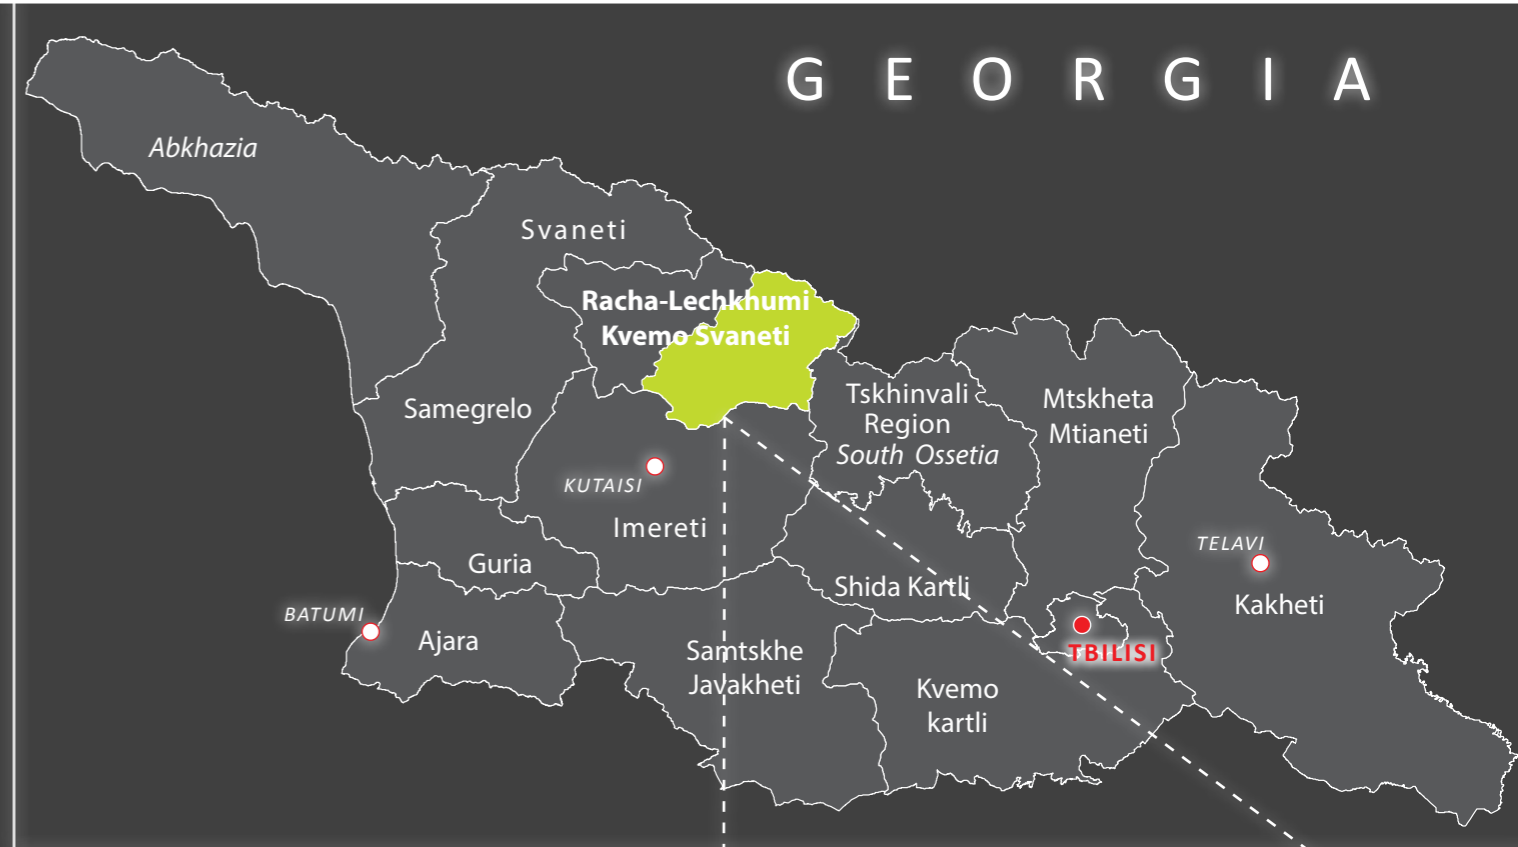 GEORGIA
Abkhazia
Svaneti
Racha-Lechkhumi
Kvemo Svaneti
Samegrelo
Tskhinvali
Region
South Ossetia
Mtskheta
Mtianeti
KUTAISI
Imereti
Guria
Shida Kartli
TELAVI
Kakheti
BATUMI
Ajara
Samtskhe
Javakheti
TBILISI
Kvemo
kartli